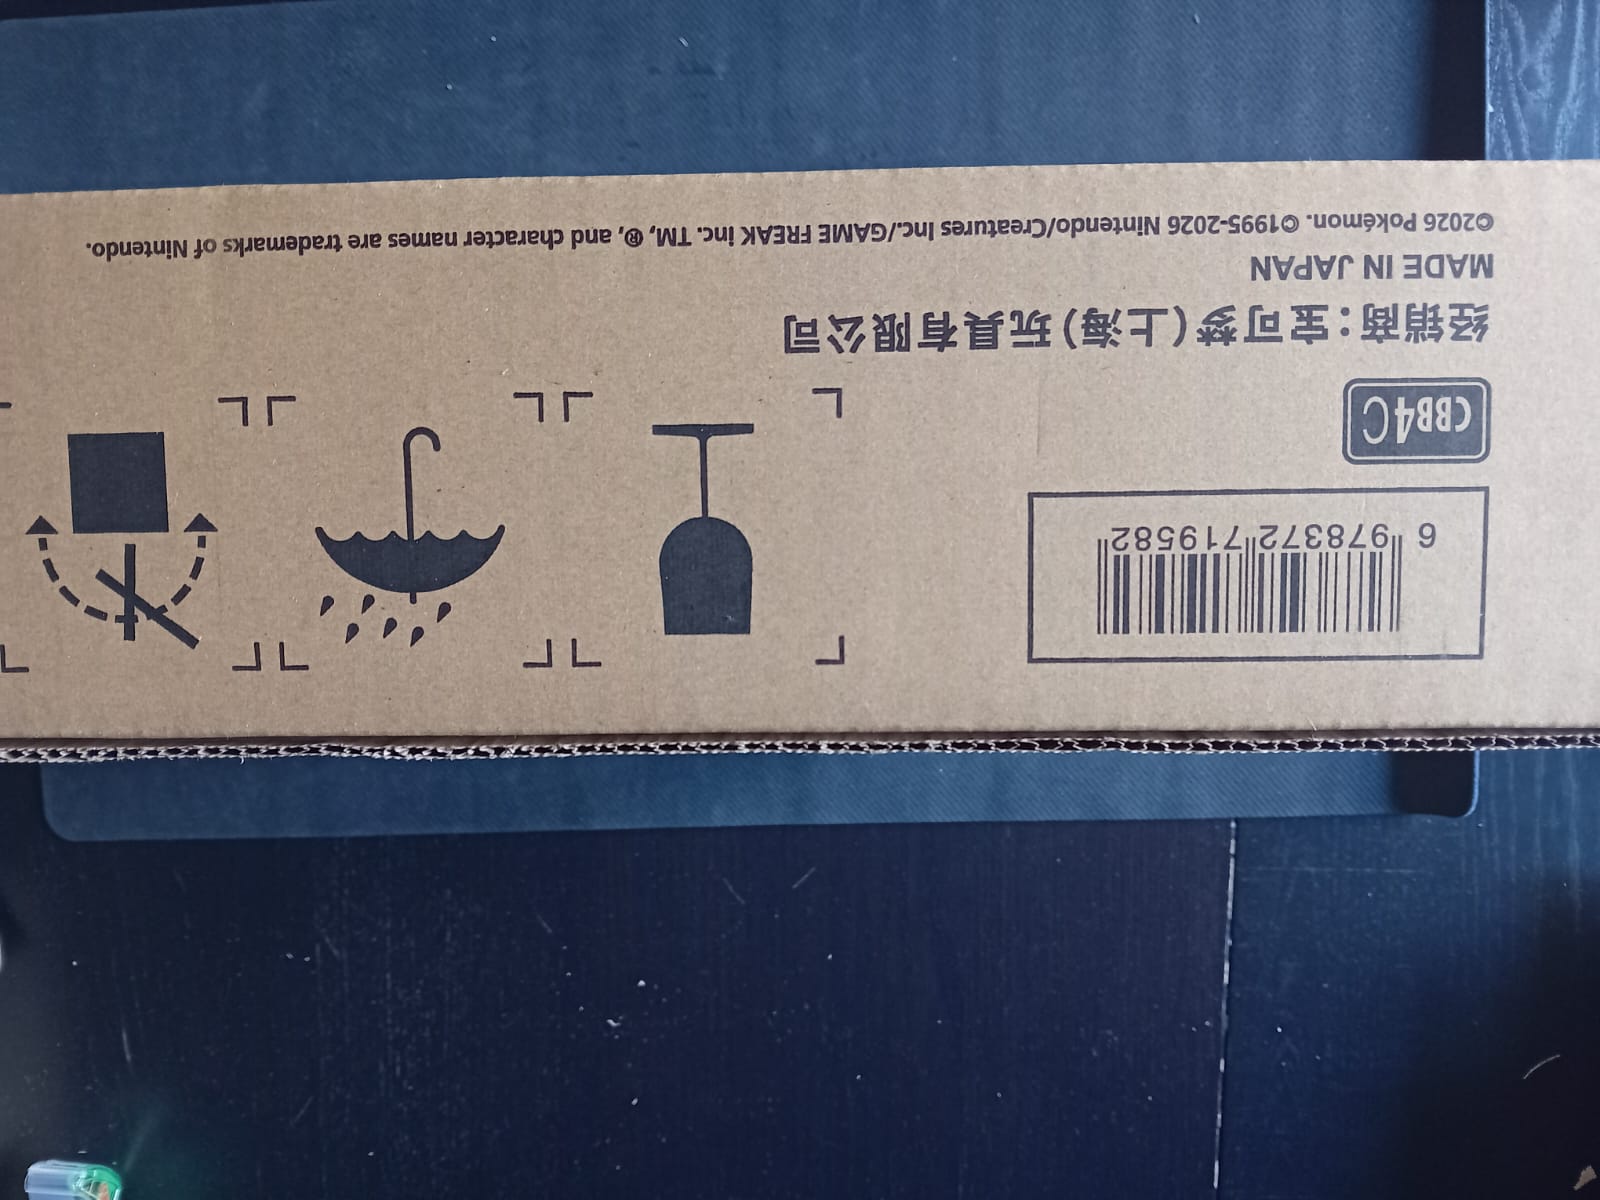 ©2026 Pokémon. ©1995-2026 Nintendo/Creatures Inc./GAME FREAK inc. TM, ®, and character names are trademarks of Nintendo.
MADE IN JAPAN
经销商：宝可梦（上海）玩具有限公司
CBB4C
6 978372 719582